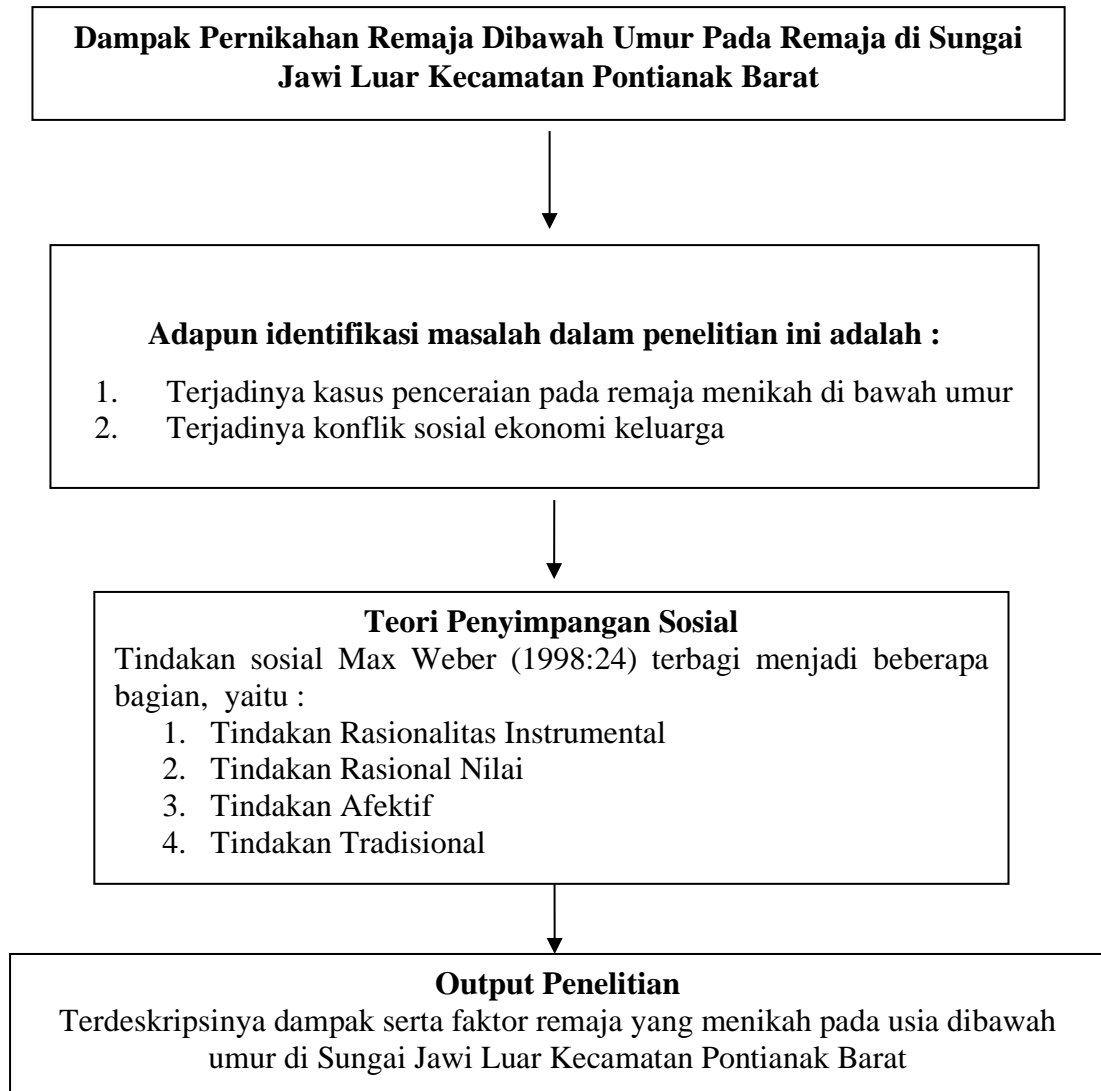 Dampak Pernikahan Remaja Dibawah Umur Pada Remaja di Sungai
Jawi Luar Kecamatan Pontianak Barat
Adapun identifikasi masalah dalam penelitian ini adalah :
1. Terjadinya kasus penceraian pada remaja menikah di bawah umur
2. Terjadinya konflik sosial ekonomi keluarga
Teori Penyimpangan Sosial
Tindakan sosial Max Weber (1998:24) terbagi menjadi beberapa
bagian, yaitu :
1. Tindakan Rasionalitas Instrumental
2. Tindakan Rasional Nilai
3. Tindakan Afektif
4. Tindakan Tradisional
Output Penelitian
Terdeskripsinya dampak serta faktor remaja yang menikah pada usia dibawah
umur di Sungai Jawi Luar Kecamatan Pontianak Barat